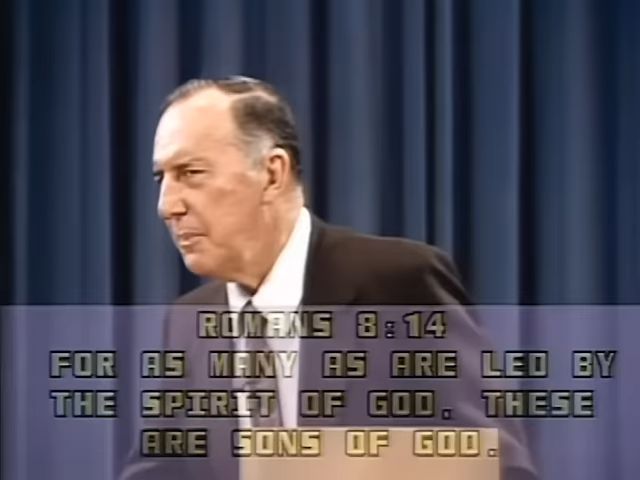 ROMANS 8:14
FOR AS MANY AS ARE LED BY
THE SPIRIT OF GOD, THESE
ARE SONS OF GOD.